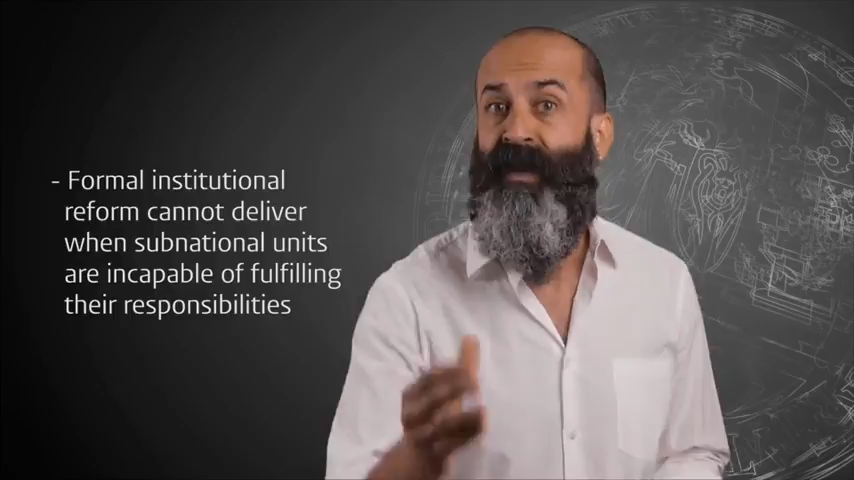 - Formal institutional
reform cannot deliver
when subnational units
are incapable of fulfilling
their responsibilities